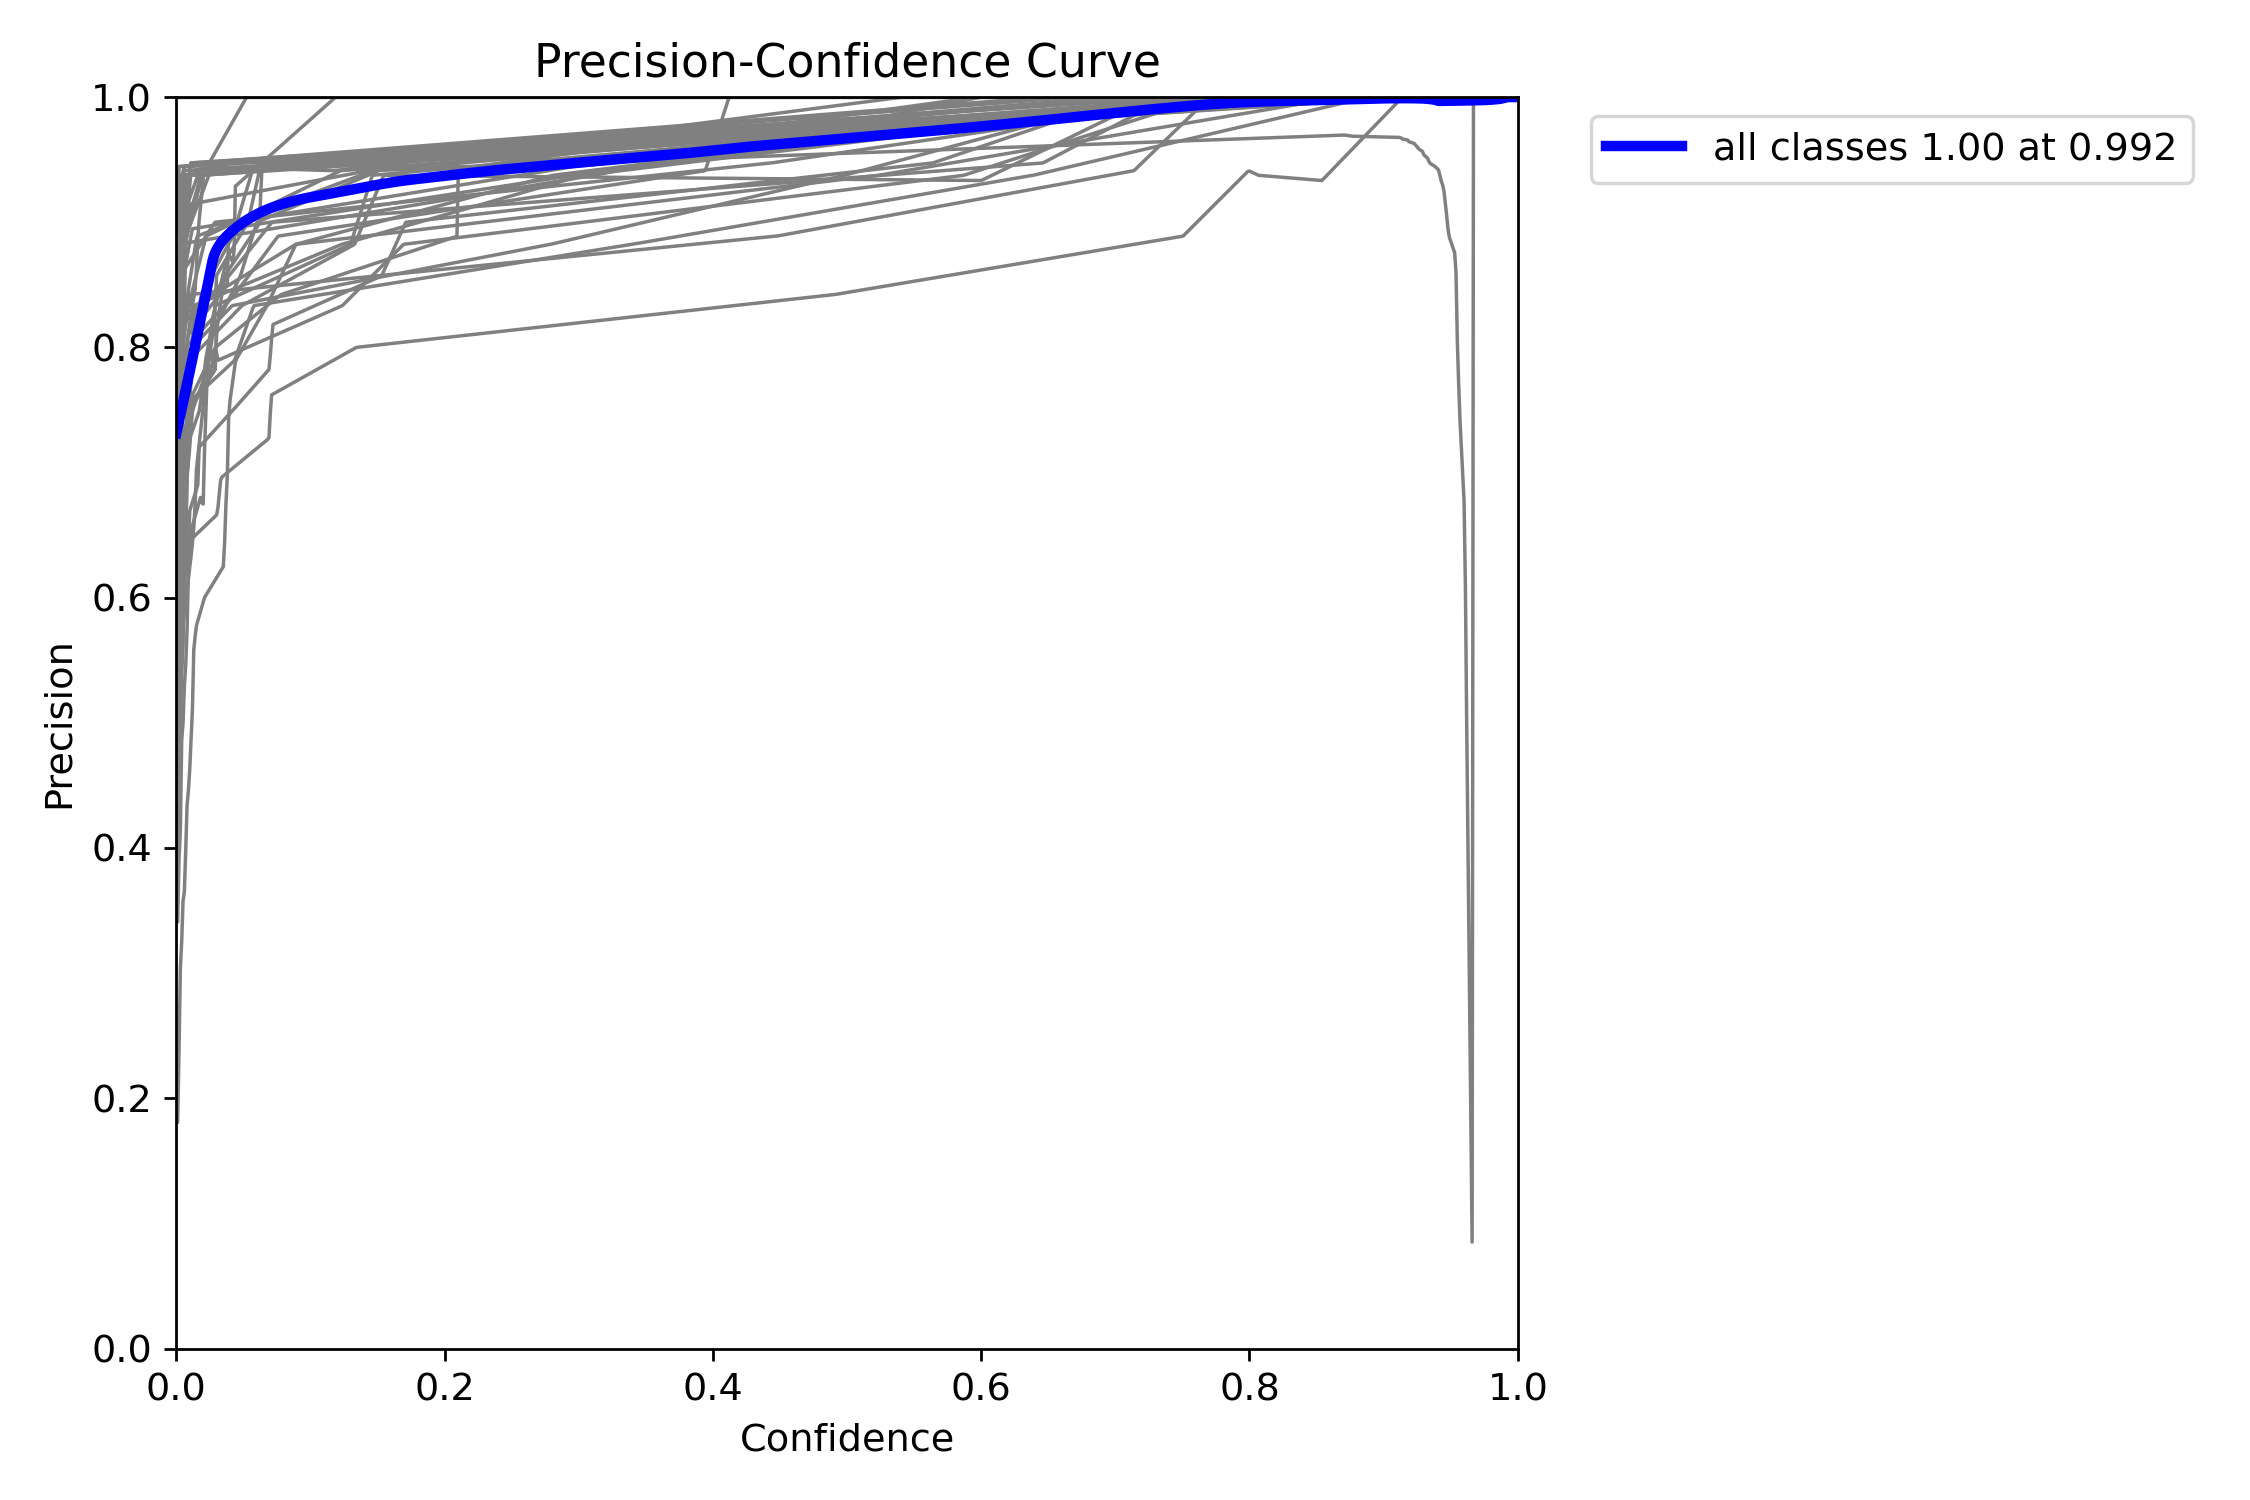 Precision-Confidence Curve
1.0
0.8
0.6
0.4
0.2
0.0
Precision
0.0 0.2 0.4 0.6 0.8 1.0
Confidence
all classes 1.00 at 0.992